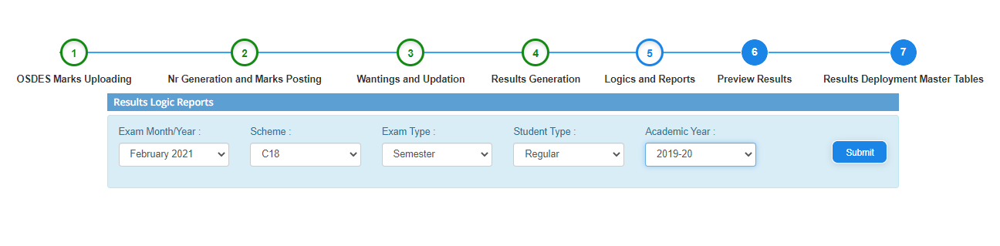 1 2 3 4 5 6 7
OSDES Marks Uploading Nr Generation and Marks Posting Wantings and Updation Results Generation Logics and Reports Preview Results Results Deployment Master Tables
Results Logic Reports
Exam Month/Year : Scheme : Exam Type : Student Type : Academic Year :
February 2021 C18 Semester Regular 2019-20 Submit